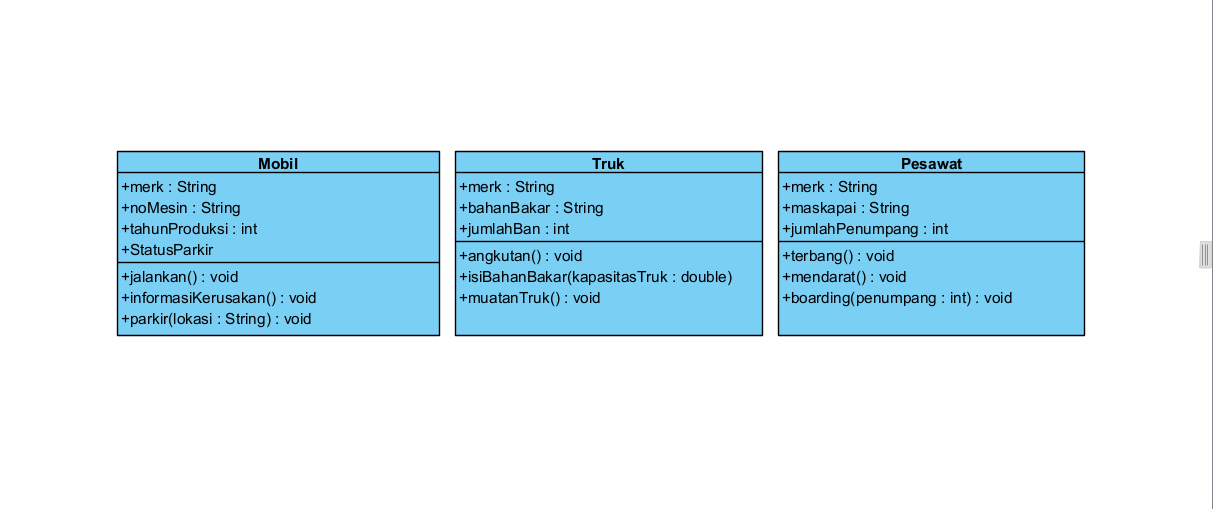 Mobil
+merk : String
+noMesin : String
+tahunProduksi : int
+StatusParkir
+jalankan() : void
+informasiKerusakan() : void
+parkir(lokasi : String) : void
Truk
+merk : String
+bahanBakar : String
+jumlahBan : int
+angkutan() : void
+isiBahanBakar(kapasitasTruk : double)
+muatanTruk() : void
Pesawat
+merk : String
+maskapai : String
+jumlahPenumpang : int
+terbang() : void
+mendarat() : void
+boarding(penumpang : int) : void